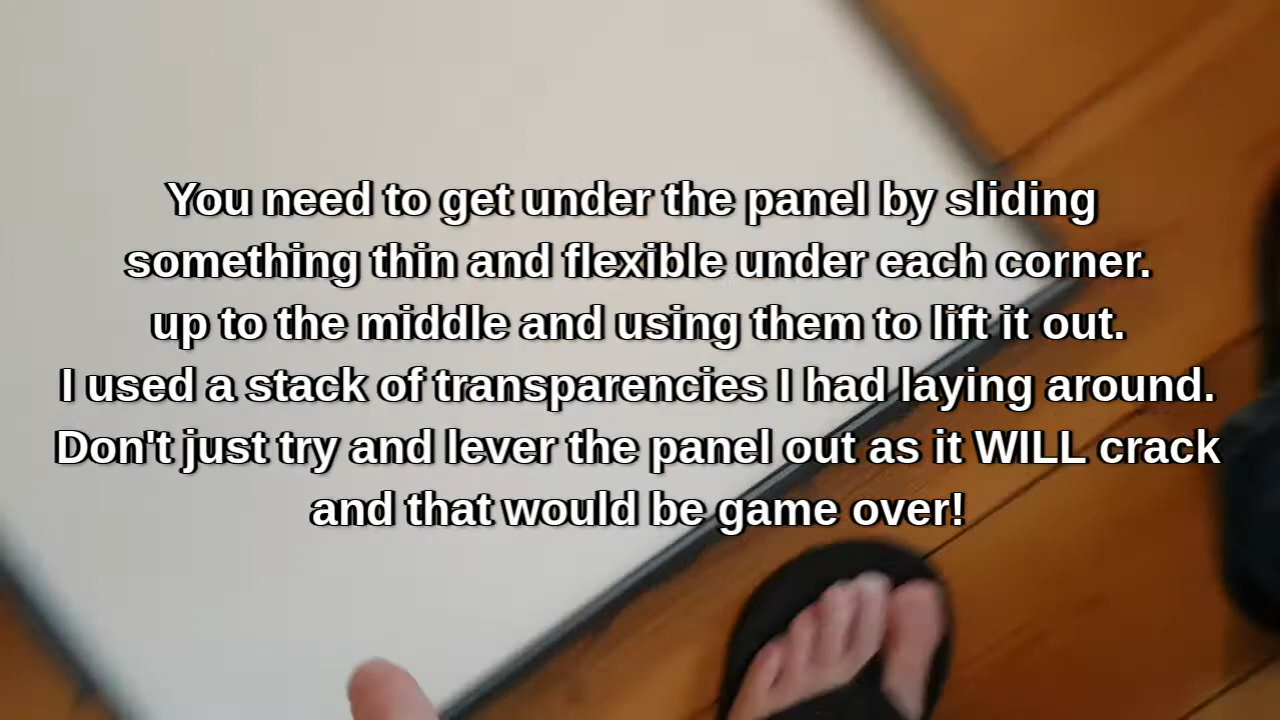 You need to get under the panel by sliding
something thin and flexible under each corner.
up to the middle and using them to lift it out.
I used a stack of transparencies I had laying around.
Don't just try and lever the panel out as it WILL crack
and that would be game over!